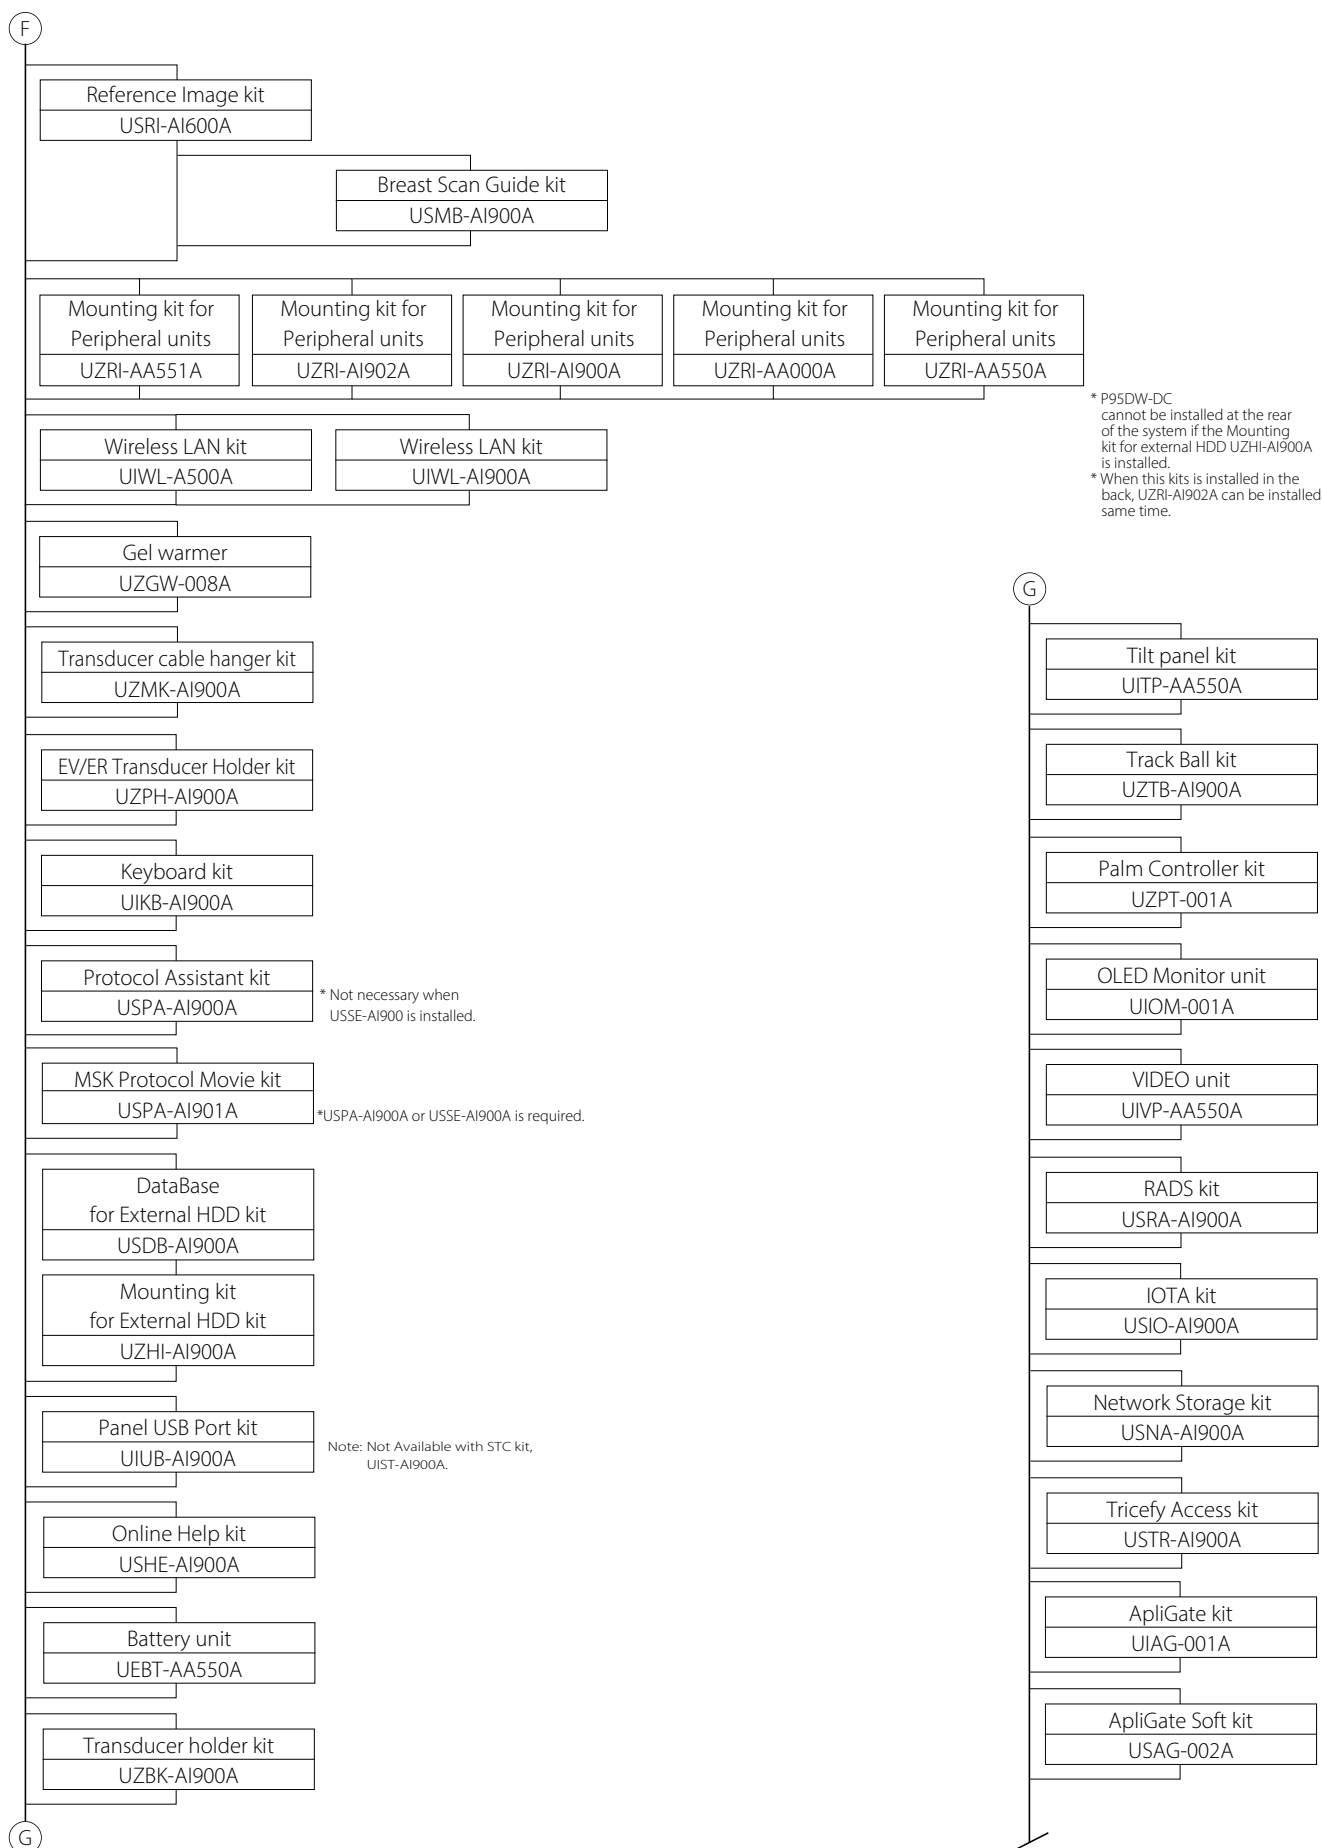 F
Reference Image kit
USRI-AI600A
Breast Scan Guide kit
USMB-AI900A
Mounting kit for
Peripheral units
UZRI-AA551A
Mounting kit for
Peripheral units
UZRI-AI902A
Mounting kit for
Peripheral units
UZRI-AI900A
Mounting kit for
Peripheral units
UZRI-AA000A
Mounting kit for
Peripheral units
UZRI-AA550A
* P95DW-DC
cannot be installed at the rear
of the system if the Mounting
kit for external HDD UZHI-AI900A
is installed.
* When this kits is installed in the
back, UZRI-AI902A can be installed
same time.
Wireless LAN kit
UIWL-A500A
Wireless LAN kit
UIWL-AI900A
Gel warmer
UZGW-008A
Transducer cable hanger kit
UZMK-AI900A
EV/ER Transducer Holder kit
UZPH-AI900A
Keyboard kit
UIKB-AI900A
Protocol Assistant kit
USPA-AI900A
* Not necessary when
USSE-AI900 is installed.
MSK Protocol Movie kit
USPA-AI901A
*USPA-AI900A or USSE-AI900A is required.
DataBase
for External HDD kit
USDB-AI900A
Mounting kit
for External HDD kit
UZHI-AI900A
Panel USB Port kit
UIUB-AI900A
Note: Not Available with STC kit,
UIST-AI900A.
Online Help kit
USHE-AI900A
Battery unit
UEBT-AA550A
Transducer holder kit
UZBK-AI900A
G
G
Tilt panel kit
UITP-AA550A
Track Ball kit
UZTB-AI900A
Palm Controller kit
UZPT-001A
OLED Monitor unit
UIOM-001A
VIDEO unit
UIVP-AA550A
RADS kit
USRA-AI900A
IOTA kit
USIO-AI900A
Network Storage kit
USNA-AI900A
Tricefy Access kit
USTR-AI900A
ApliGate kit
UIAG-001A
ApliGate Soft kit
USAG-002A